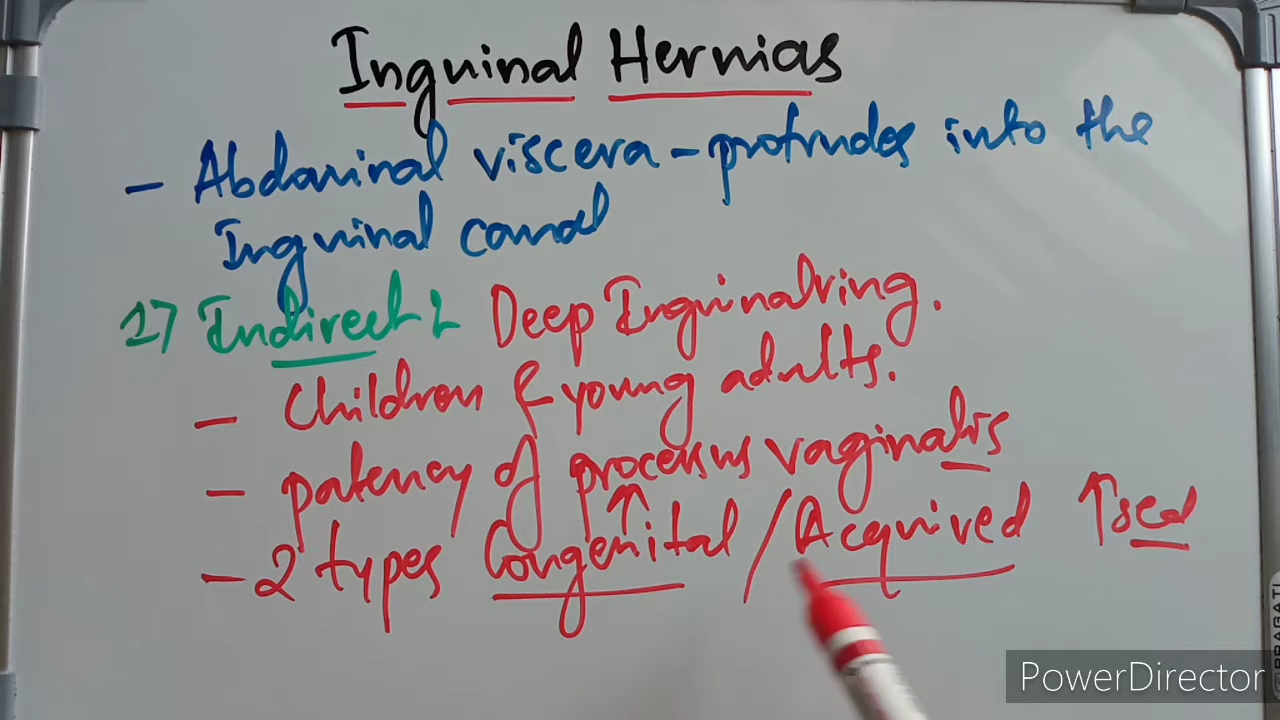 Inguinal Hernias
- Abdominal viscera - protrudes into the
Inguinal canal
1) Indirect : Deep Inguinal ring.
- Children & young adults.
- patency of processus vaginalis
- 2 types Congenital / Acquired ↑sed
↑
PowerDirector
PRAGATI